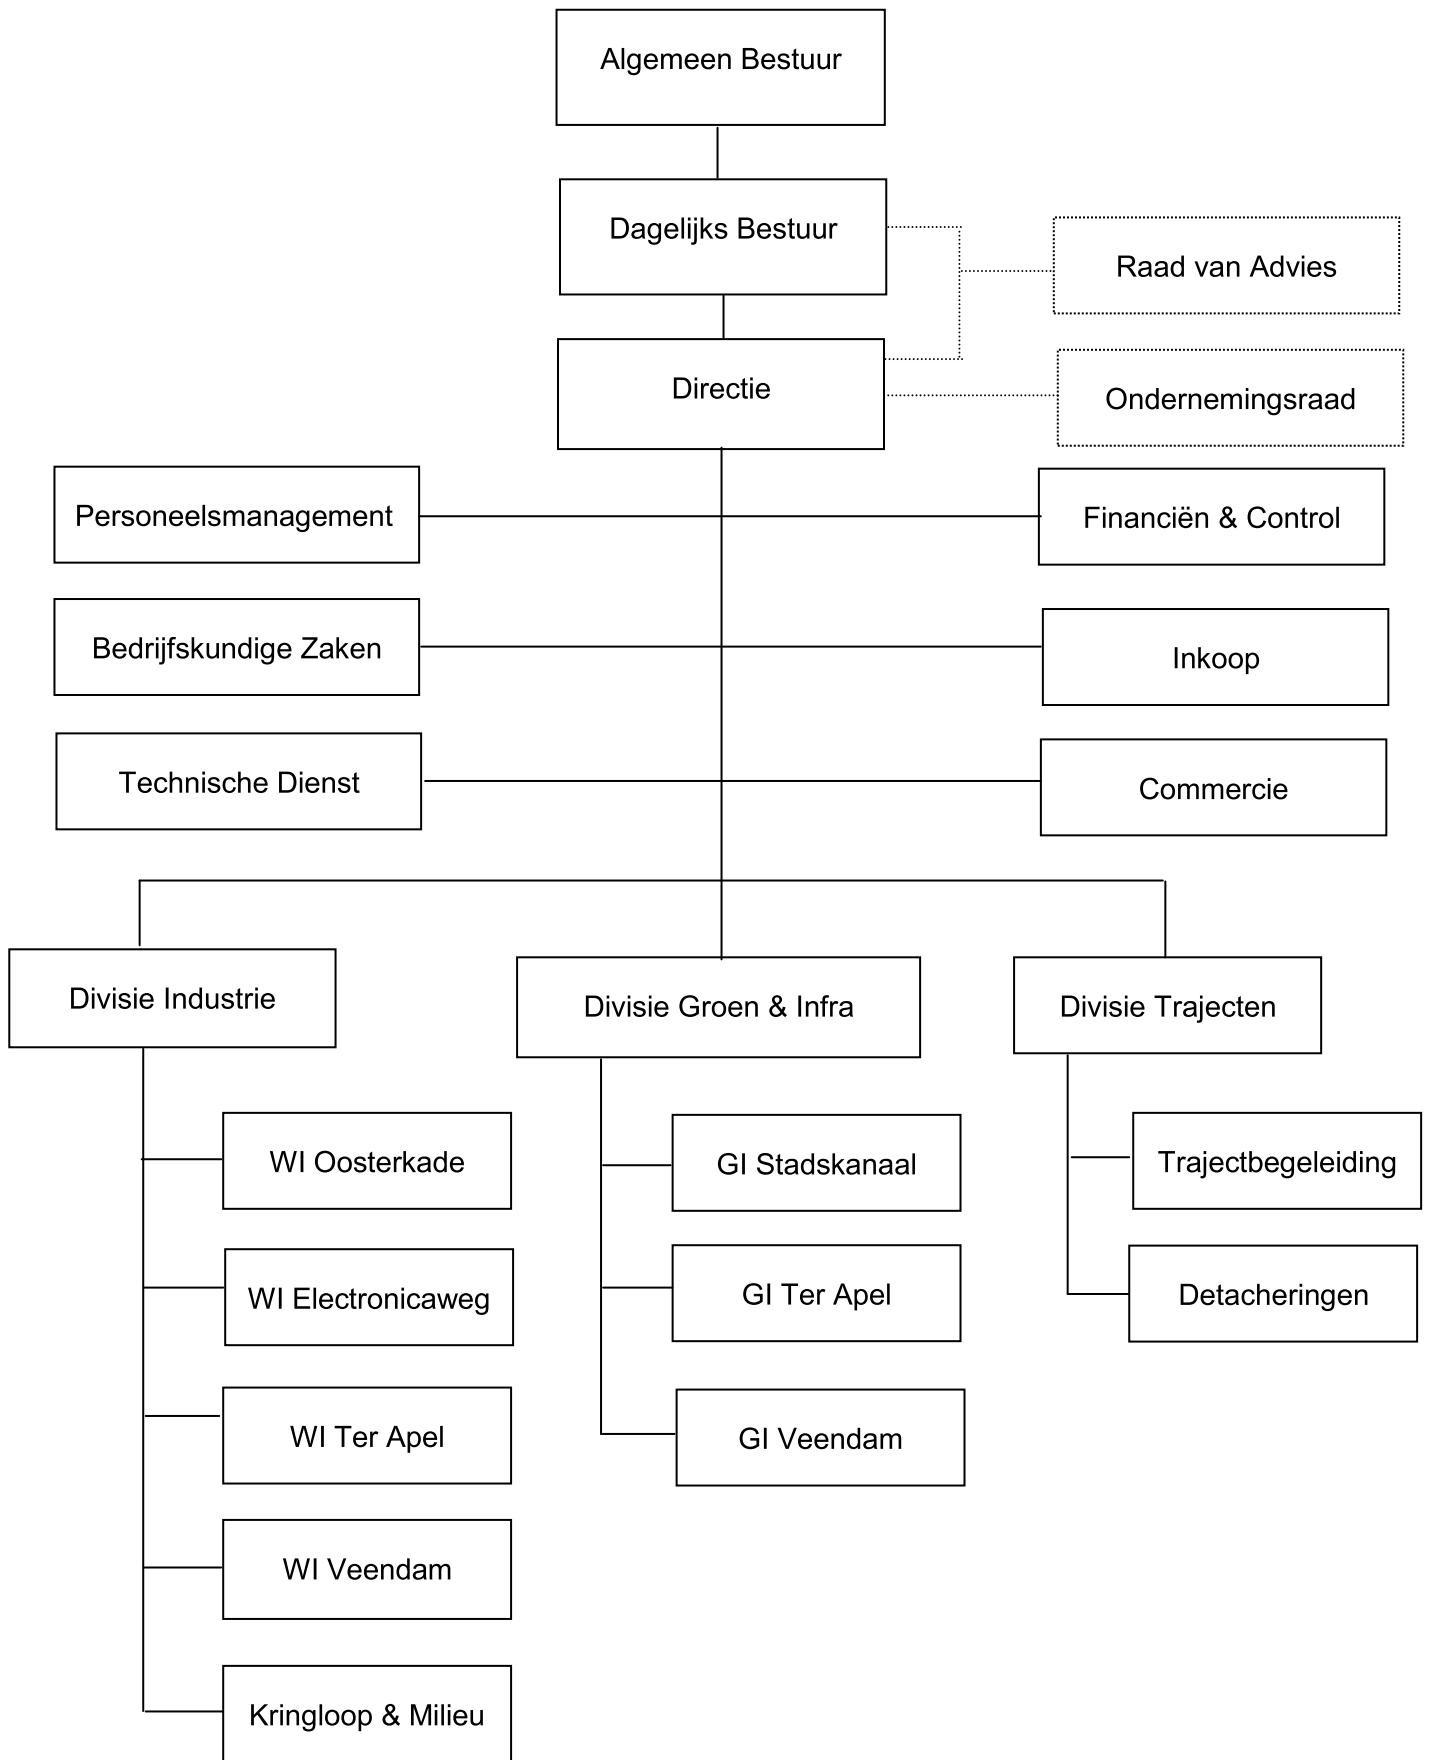 Algemeen Bestuur
Dagelijks Bestuur
Raad van Advies
Directie
Ondernemingsraad
Personeelsmanagement
Financiën & Control
Bedrijfskundige Zaken
Inkoop
Technische Dienst
Commercie
Divisie Industrie
Divisie Groen & Infra
Divisie Trajecten
WI Oosterkade
GI Stadskanaal
Trajectbegeleiding
WI Electronicaweg
GI Ter Apel
Detacheringen
WI Ter Apel
GI Veendam
WI Veendam
Kringloop & Milieu